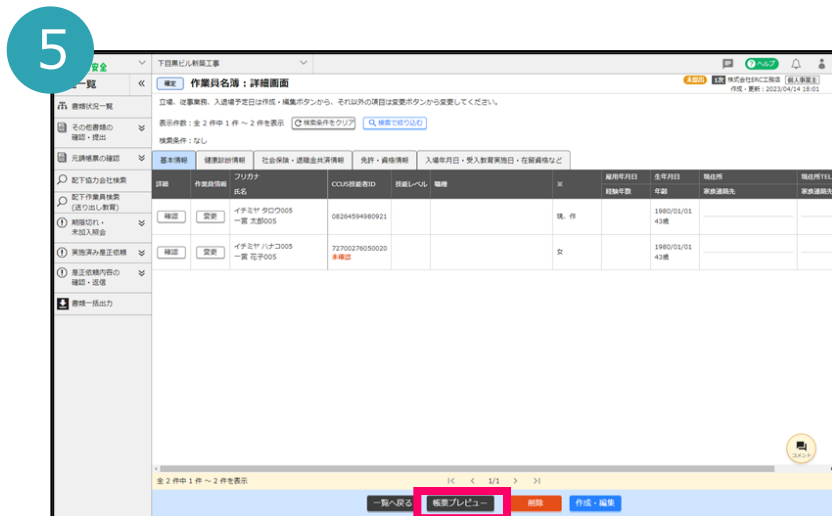 5
安全
下目黒ビル新築工事
ヘルプ
一覧
確定 作業員名簿：詳細画面
1次 株式会社ERC工務店 個人事業主
作成・更新：2023/04/14 18:01
立場、従事業務、入退場予定日は作成・編集ボタンから、それ以外の項目は変更ボタンから変更してください。
表示件数：全 2 件中 1 件 ～ 2 件を表示 検索条件をクリア 検索で絞り込む
検索条件：なし
書類状況一覧
その他書類の
確認・提出
元請帳票の確認
配下協力会社検索
配下作業員検索
(送り出し教育)
期限切れ・
未加入照会
実施済み是正依頼
是正依頼内容の
確認・返信
書類一括出力
基本情報 健康診断情報 社会保険・退職金共済情報 免許・資格情報 入場年月日・受入教育実施日・在留資格など
詳細 作業員情報 フリガナ 氏名 CCUS技能者ID 技能レベル 職種 ※ 雇用年月日 経験年数 生年月日 年齢 現住所 家族連絡先 現住所TEL 家族連絡先
確認 変更 イチミヤ タロウ005 一宮 太郎005 08264594980921 現、作 1980/01/01 43歳
確認 変更 イチミヤ ハナコ005 一宮 花子005 72700276050020 未確認 女 1980/01/01 43歳
コメント
全 2 件中 1 件 ～ 2 件を表示 1/1
一覧へ戻る 帳票プレビュー 削除 作成・編集